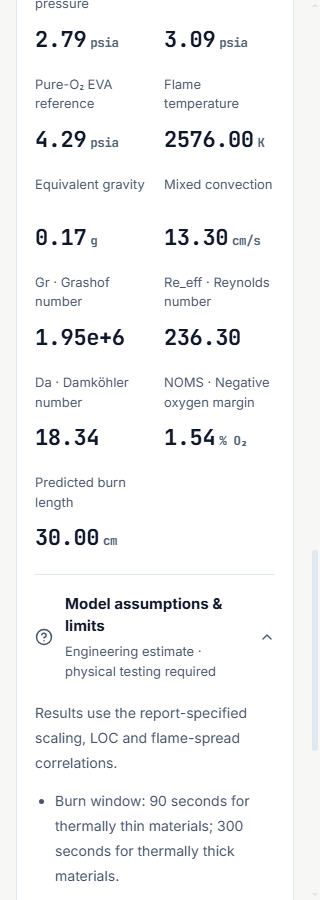 pressure
2.79 psia 3.09 psia
Pure-O₂ EVA Flame
reference temperature
4.29 psia 2576.00 K
Equivalent gravity Mixed convection
0.17 g 13.30 cm/s
Gr · Grashof Re_eff · Reynolds
number number
1.95e+6 236.30
Da · Damköhler NOMS · Negative
number oxygen margin
18.34 1.54 % O₂
Predicted burn
length
30.00 cm
Model assumptions &
limits
Engineering estimate ·
physical testing required
Results use the report-specified
scaling, LOC and flame-spread
correlations.
• Burn window: 90 seconds for
thermally thin materials; 300
seconds for thermally thick
materials.